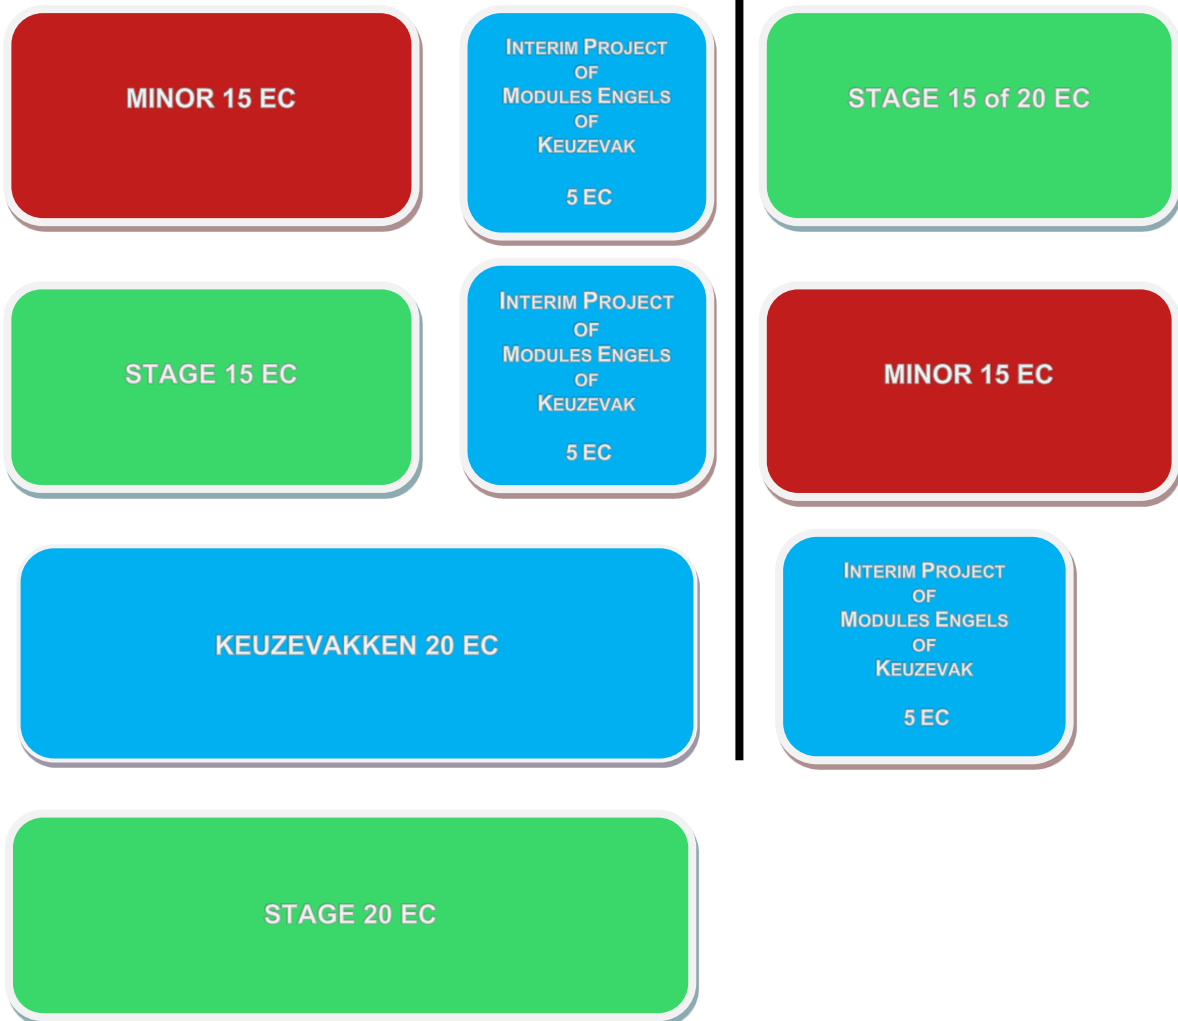 MINOR 15 EC
INTERIM PROJECT
OF
MODULES ENGELS
OF
KEUZEVAK
5 EC
STAGE 15 of 20 EC
STAGE 15 EC
INTERIM PROJECT
OF
MODULES ENGELS
OF
KEUZEVAK
5 EC
MINOR 15 EC
KEUZEVAKKEN 20 EC
INTERIM PROJECT
OF
MODULES ENGELS
OF
KEUZEVAK
5 EC
STAGE 20 EC